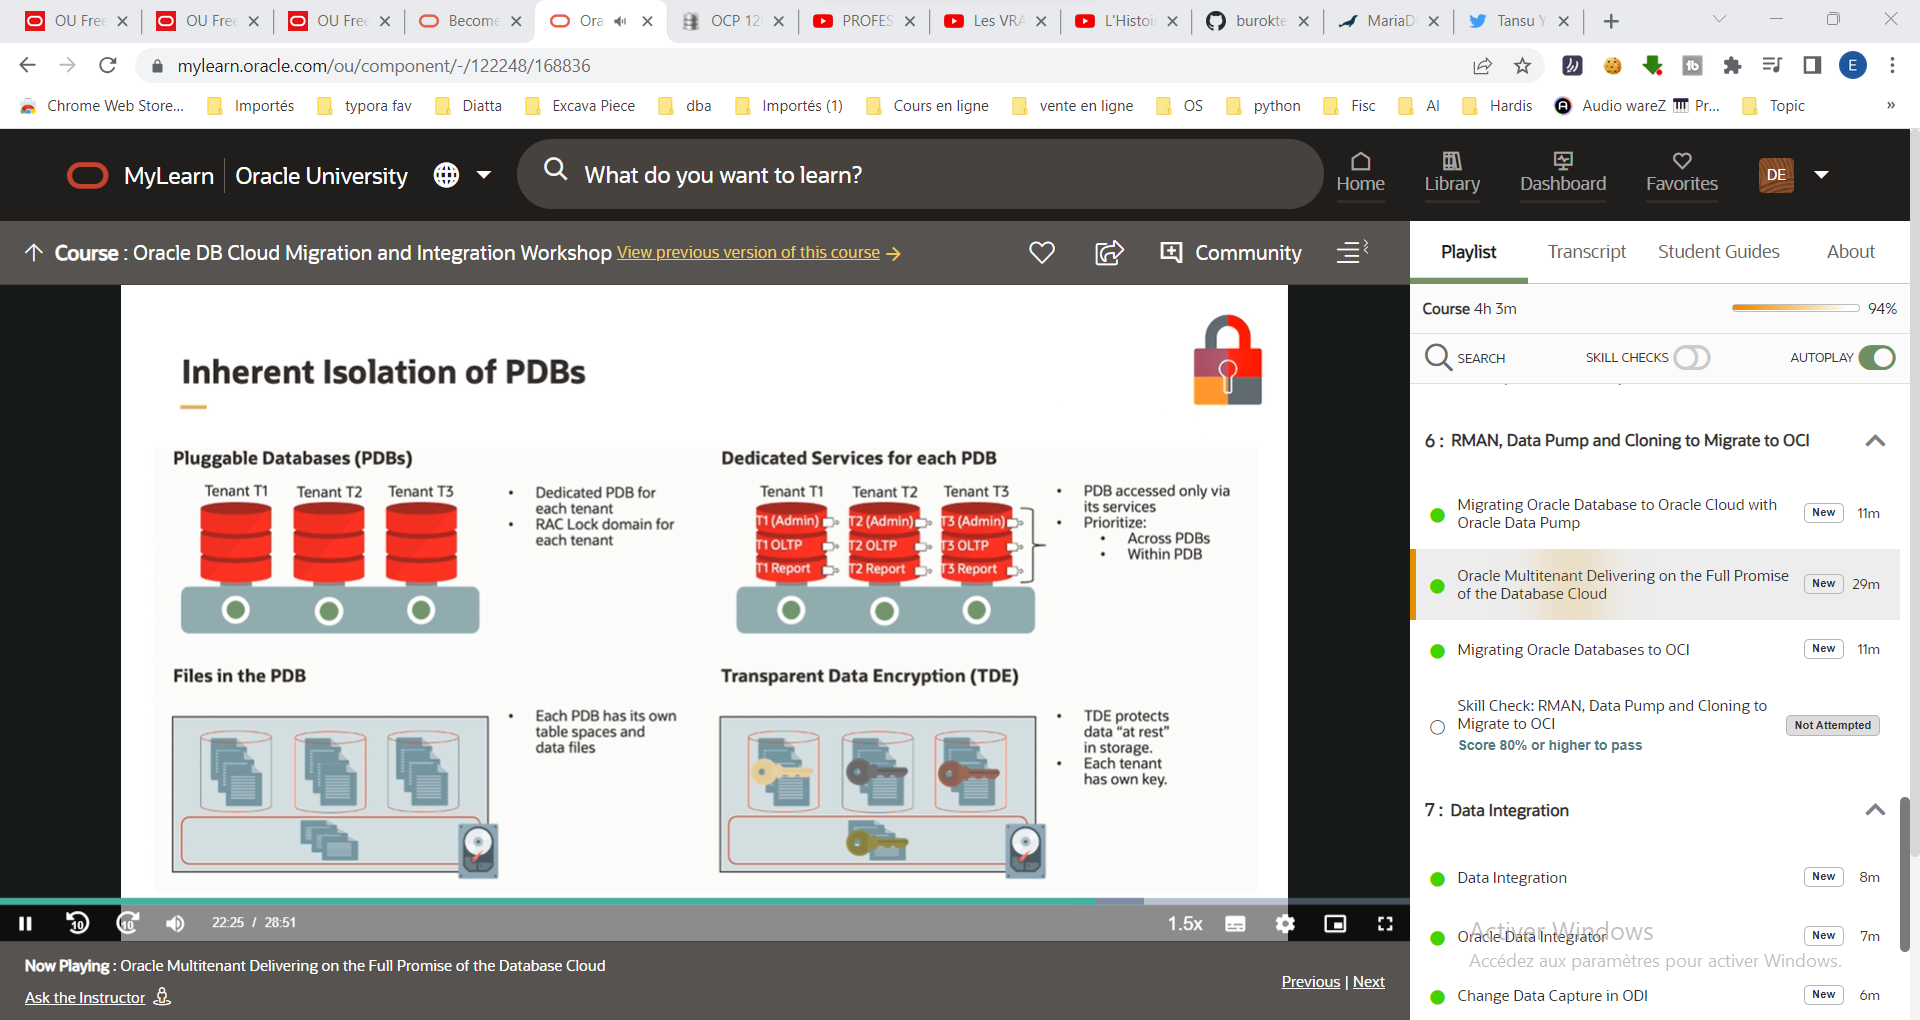 OU Free
OU Free
OU Free
Become
Ora
OCP 12
PROFES
Les VRA
L'Histoi
burokte
MariaD
Tansu Y
mylearn.oracle.com/ou/component/-/122248/168836
E
Chrome Web Store...
Importés
typora fav
Diatta
Excava Piece
dba
Importés (1)
Cours en ligne
vente en ligne
OS
python
Fisc
AI
Hardis
Audio wareZ
Pr...
Topic
»
MyLearn
Oracle University
What do you want to learn?
Home
Library
Dashboard
Favorites
DE
Course : Oracle DB Cloud Migration and Integration Workshop View previous version of this course →
Community
Playlist
Transcript
Student Guides
About
Course 4h 3m
94%
SEARCH
SKILL CHECKS
AUTOPLAY
Inherent Isolation of PDBs
Pluggable Databases (PDBs)
Tenant T1 Tenant T2 Tenant T3
• Dedicated PDB for
each tenant
• RAC Lock domain for
each tenant
Dedicated Services for each PDB
Tenant T1 Tenant T2 Tenant T3
T1 (Admin) T2 (Admin) T3 (Admin)
T1 OLTP T2 OLTP T3 OLTP
T1 Report T2 Report T3 Report
• PDB accessed only via
its services
• Prioritize:
• Across PDBs
• Within PDB
Files in the PDB
• Each PDB has its own
table spaces and
data files
Transparent Data Encryption (TDE)
• TDE protects
data “at rest”
in storage.
• Each tenant
has own key.
10
10
22:25 / 28:51
1.5x
Now Playing : Oracle Multitenant Delivering on the Full Promise of the Database Cloud
Ask the Instructor
Previous | Next
6 : RMAN, Data Pump and Cloning to Migrate to OCI
Migrating Oracle Database to Oracle Cloud with
Oracle Data Pump
New 11m
Oracle Multitenant Delivering on the Full Promise
of the Database Cloud
New 29m
Migrating Oracle Databases to OCI
New 11m
Skill Check: RMAN, Data Pump and Cloning to
Migrate to OCI
Not Attempted
Score 80% or higher to pass
7 : Data Integration
Data Integration
New 8m
Oracle Data Integrator
New 7m
Activer Windows
Accédez aux paramètres pour activer Windows.
Change Data Capture in ODI
New 6m